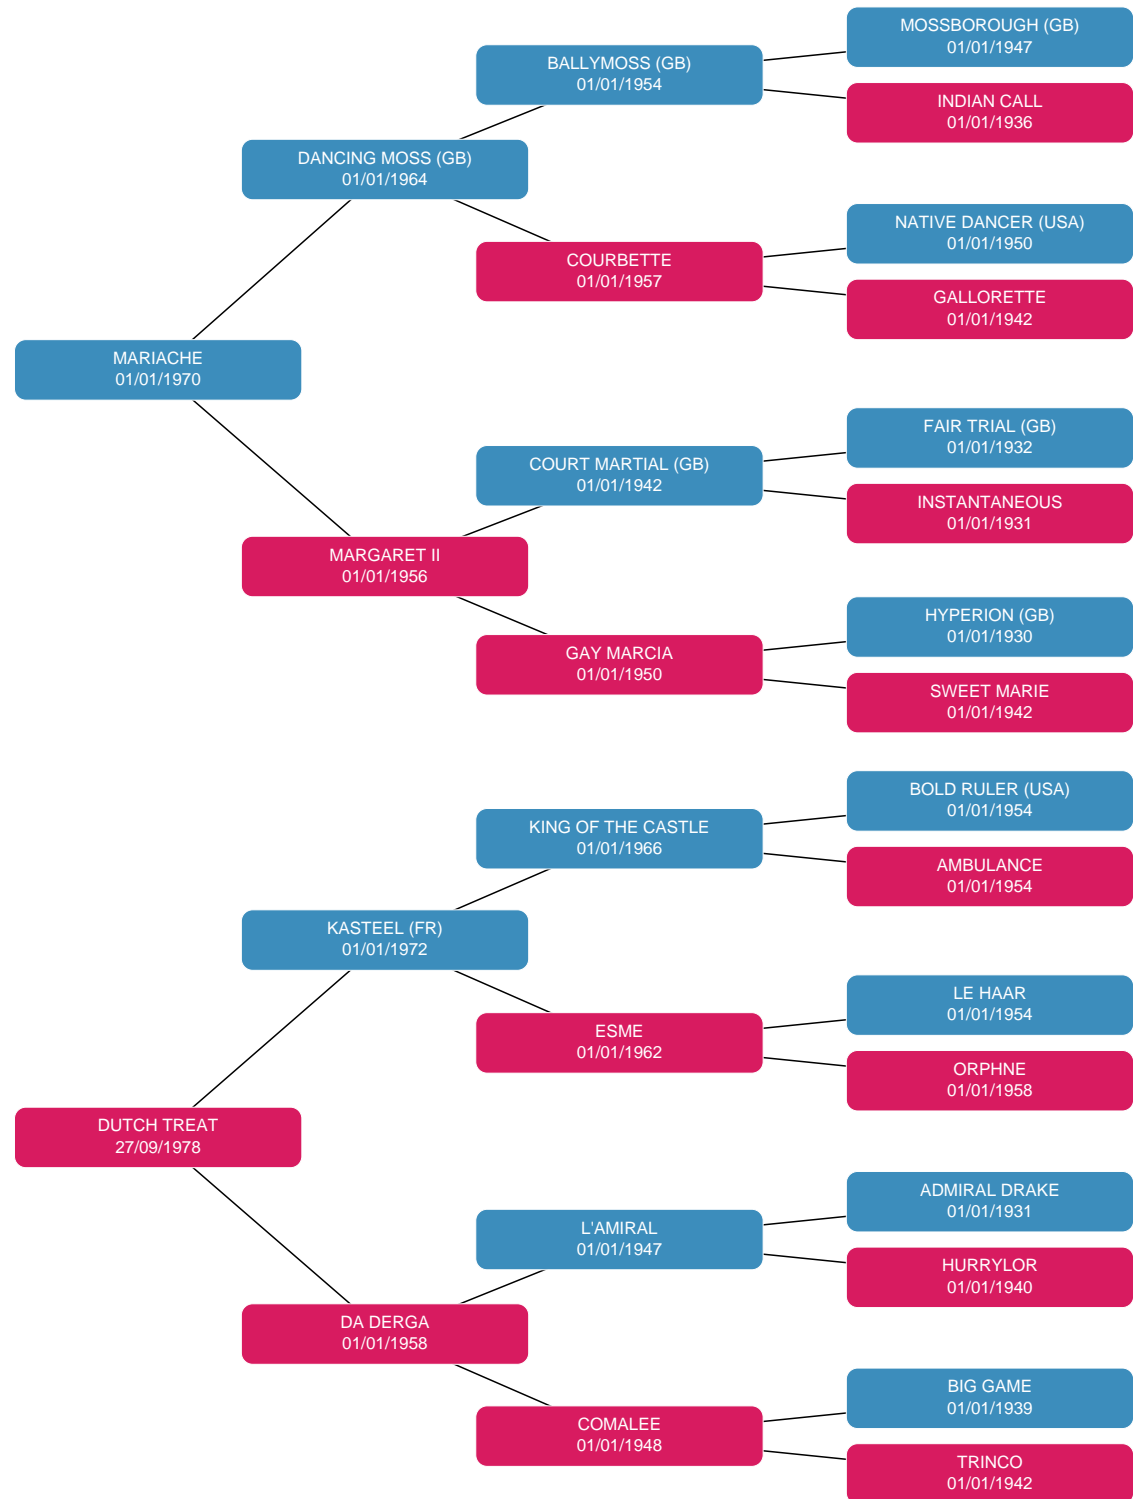 MOSSBOROUGH (GB)
01/01/1947
BALLYMOSS (GB)
01/01/1954
INDIAN CALL
01/01/1936
DANCING MOSS (GB)
01/01/1964
NATIVE DANCER (USA)
01/01/1950
COURBETTE
01/01/1957
GALLORETTE
01/01/1942
MARIACHE
01/01/1970
FAIR TRIAL (GB)
01/01/1932
COURT MARTIAL (GB)
01/01/1942
INSTANTANEOUS
01/01/1931
MARGARET II
01/01/1956
HYPERION (GB)
01/01/1930
GAY MARCIA
01/01/1950
SWEET MARIE
01/01/1942
BOLD RULER (USA)
01/01/1954
KING OF THE CASTLE
01/01/1966
AMBULANCE
01/01/1954
KASTEEL (FR)
01/01/1972
LE HAAR
01/01/1954
ESME
01/01/1962
ORPHNE
01/01/1958
DUTCH TREAT
27/09/1978
ADMIRAL DRAKE
01/01/1931
L'AMIRAL
01/01/1947
HURRYLOR
01/01/1940
DA DERGA
01/01/1958
BIG GAME
01/01/1939
COMALEE
01/01/1948
TRINCO
01/01/1942